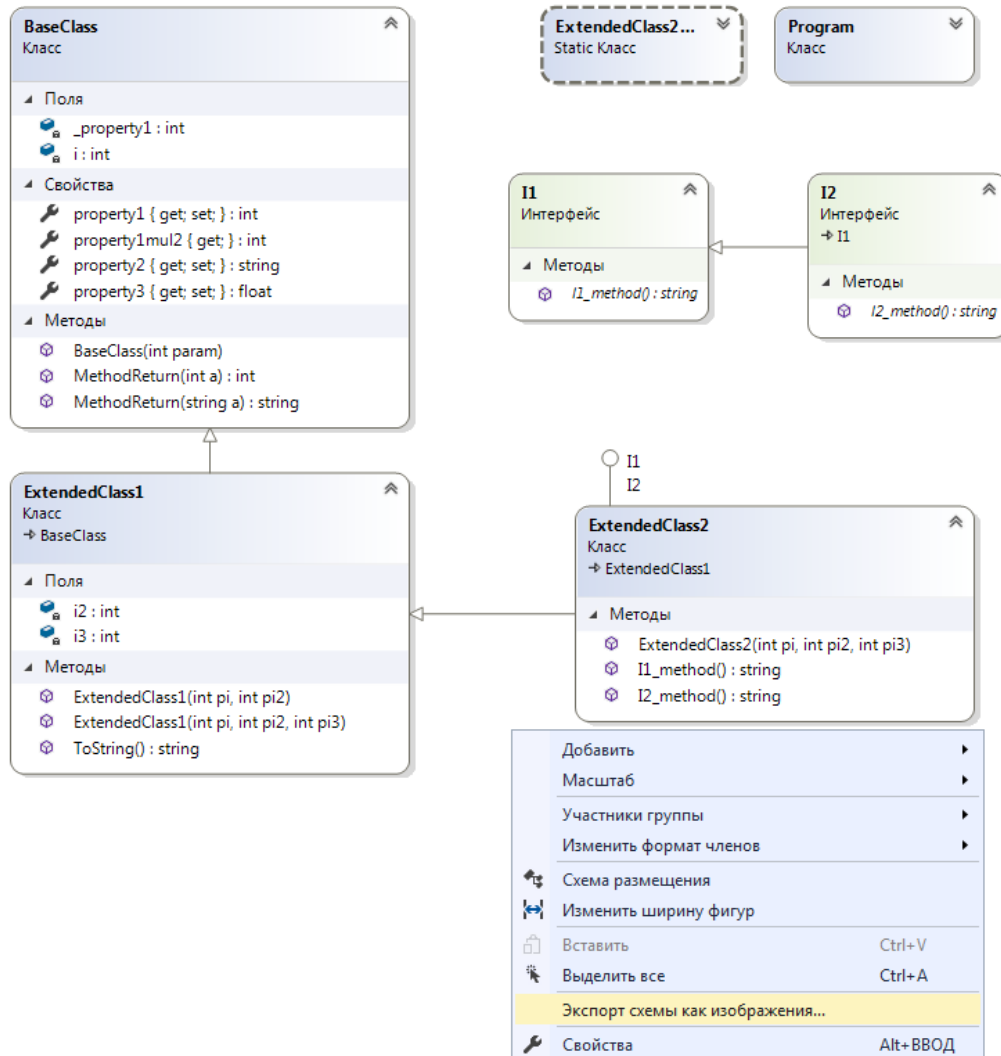 BaseClass
Класс
Поля
_property1 : int
i : int
Свойства
property1 { get; set; } : int
property1mul2 { get; } : int
property2 { get; set; } : string
property3 { get; set; } : float
Методы
BaseClass(int param)
MethodReturn(int a) : int
MethodReturn(string a) : string
ExtendedClass2...
Static Класс
Program
Класс
I1
Интерфейс
Методы
I1_method() : string
I2
Интерфейс
I1
Методы
I2_method() : string
ExtendedClass1
Класс
BaseClass
Поля
i2 : int
i3 : int
Методы
ExtendedClass1(int pi, int pi2)
ExtendedClass1(int pi, int pi2, int pi3)
ToString() : string
I1
I2
ExtendedClass2
Класс
ExtendedClass1
Методы
ExtendedClass2(int pi, int pi2, int pi3)
I1_method() : string
I2_method() : string
Добавить
Масштаб
Участники группы
Изменить формат членов
Схема размещения
Изменить ширину фигур
Вставить Ctrl+V
Выделить все Ctrl+A
Экспорт схемы как изображения...
Свойства Alt+ВВОД